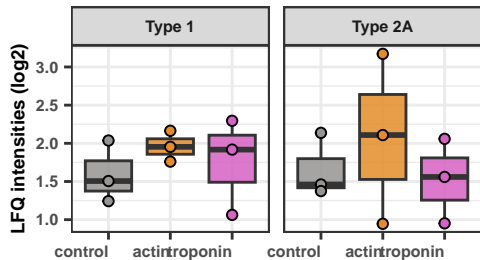 Type 1 Type 2A
LFQ intensities (log2)
3.0
2.5
2.0
1.5
1.0
control actin troponin control actin troponin